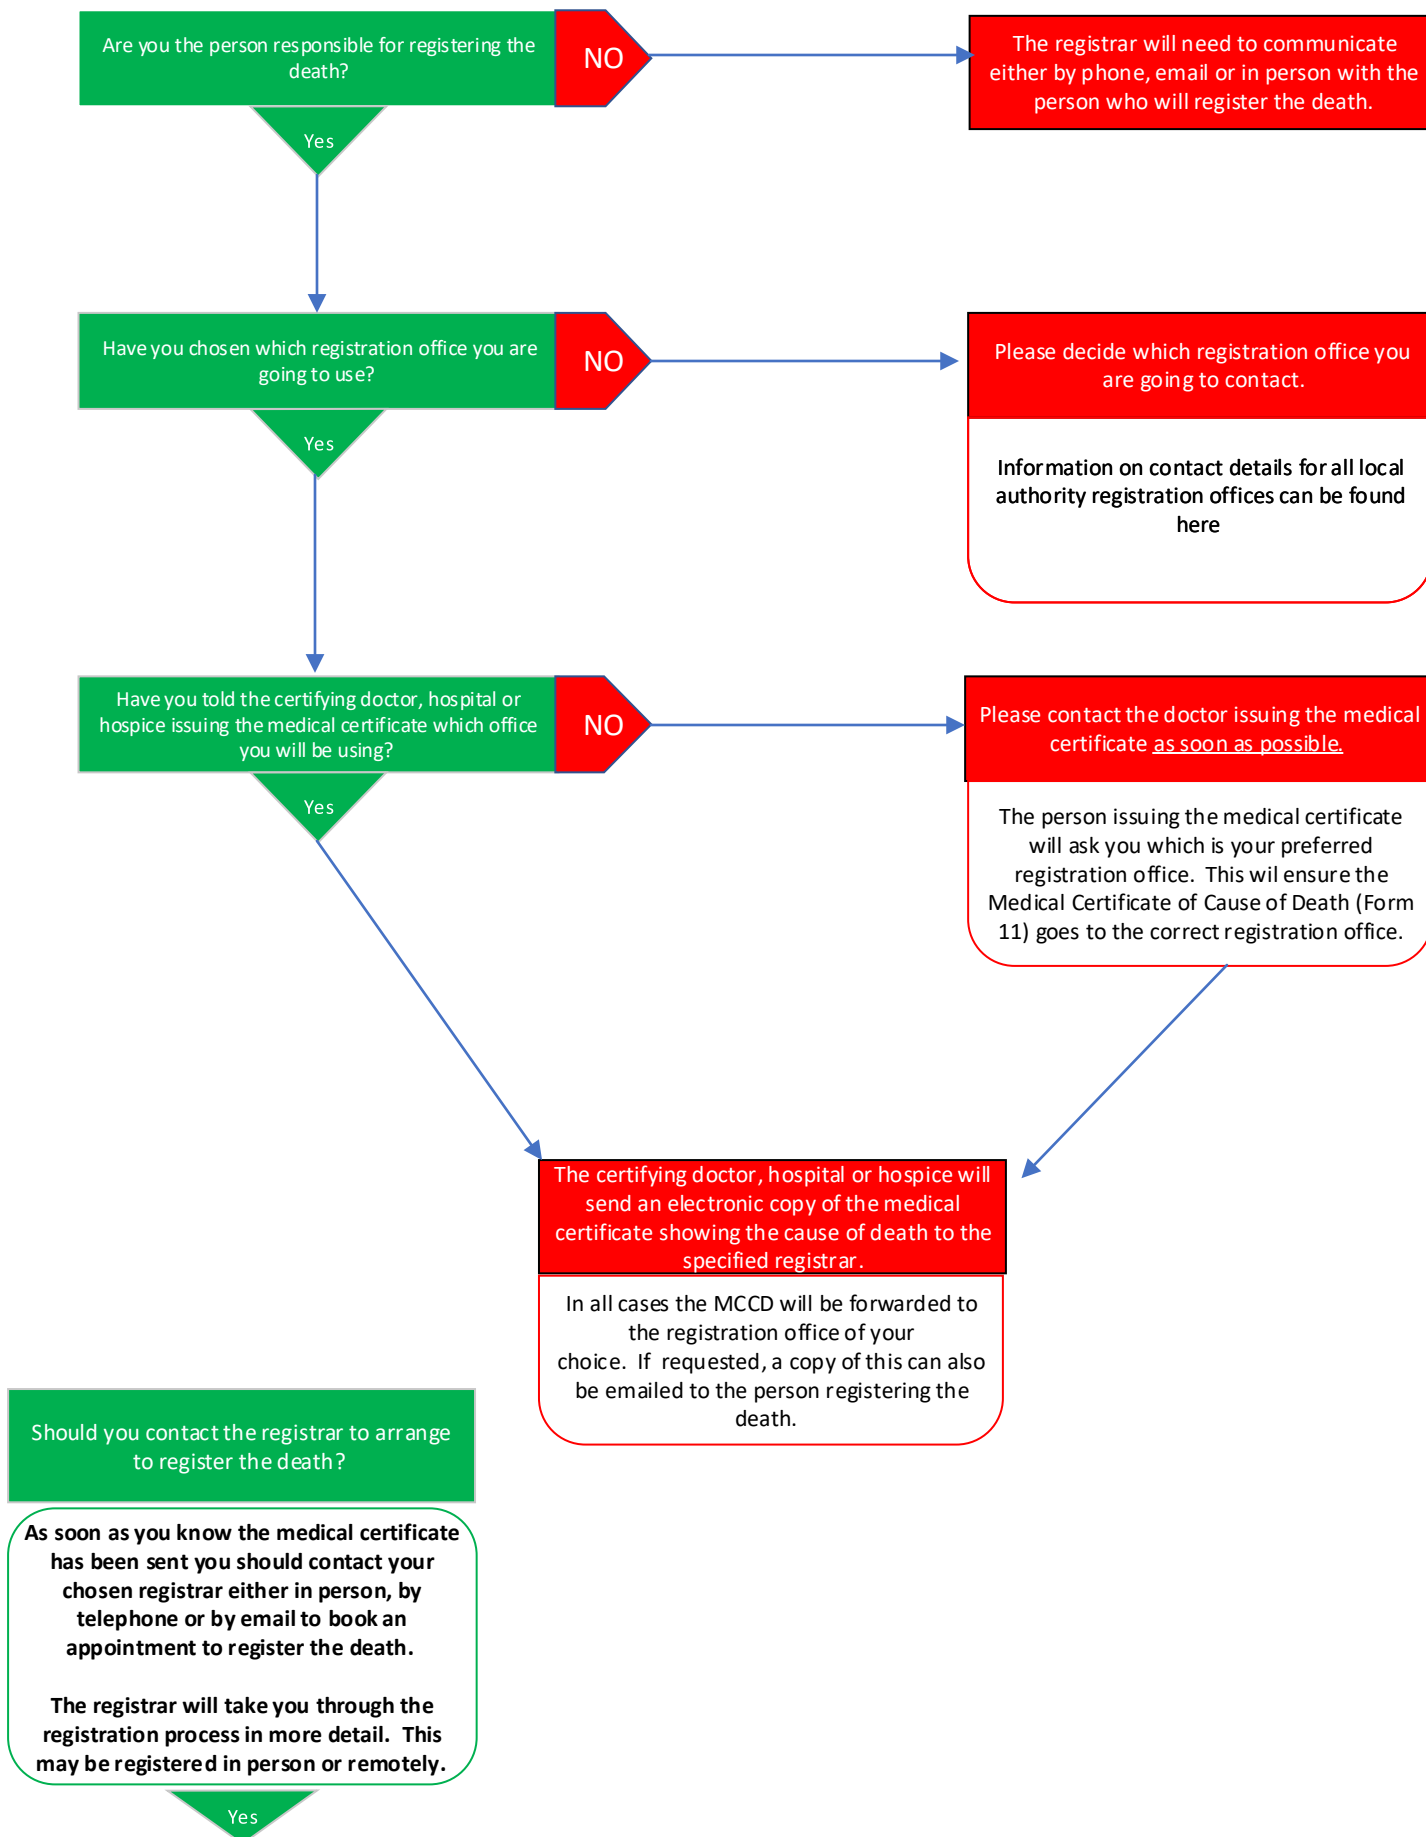 Are you the person responsible for registering the
death?
NO
The registrar will need to communicate
either by phone, email or in person with the
person who will register the death.
Yes
Have you chosen which registration office you are
going to use?
NO
Please decide which registration office you
are going to contact.
Yes
Information on contact details for all local
authority registration offices can be found
here
Have you told the certifying doctor, hospital or
hospice issuing the medical certificate which office
you will be using?
NO
Please contact the doctor issuing the medical
certificate as soon as possible.
Yes
The person issuing the medical certificate
will ask you which is your preferred
registration office.  This wil ensure the
Medical Certificate of Cause of Death (Form
11) goes to the correct registration office.
The certifying doctor, hospital or hospice will
send an electronic copy of the medical
certificate showing the cause of death to the
specified registrar.
In all cases the MCCD will be forwarded to
the registration office of your
choice.  If requested, a copy of this can also
be emailed to the person registering the
death.
Should you contact the registrar to arrange
to register the death?
As soon as you know the medical certificate
has been sent you should contact your
chosen registrar either in person, by
telephone or by email to book an
appointment to register the death.
The registrar will take you through the
registration process in more detail.  This
may be registered in person or remotely.
Yes